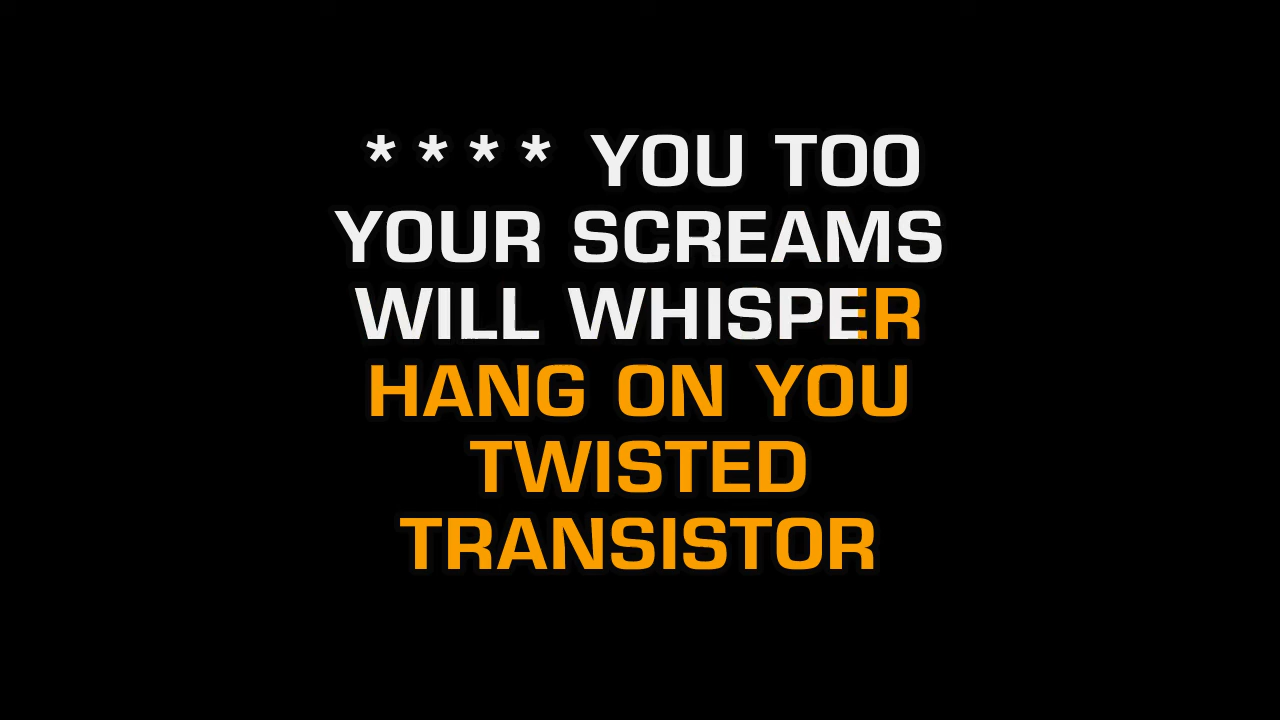 **** YOU TOO
YOUR SCREAMS
WILL WHISPER
HANG ON YOU
TWISTED
TRANSISTOR